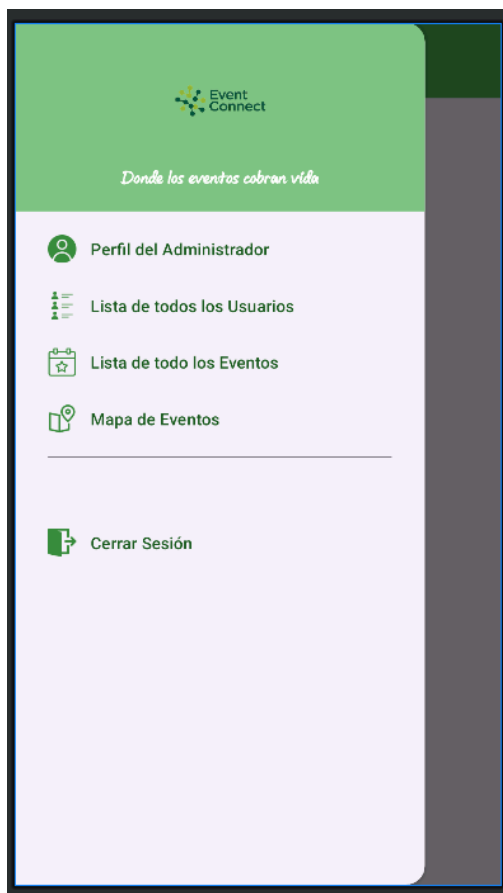 Event
Connect
Donde los eventos cobran vida
Perfil del Administrador
Lista de todos los Usuarios
Lista de todo los Eventos
Mapa de Eventos
Cerrar Sesión